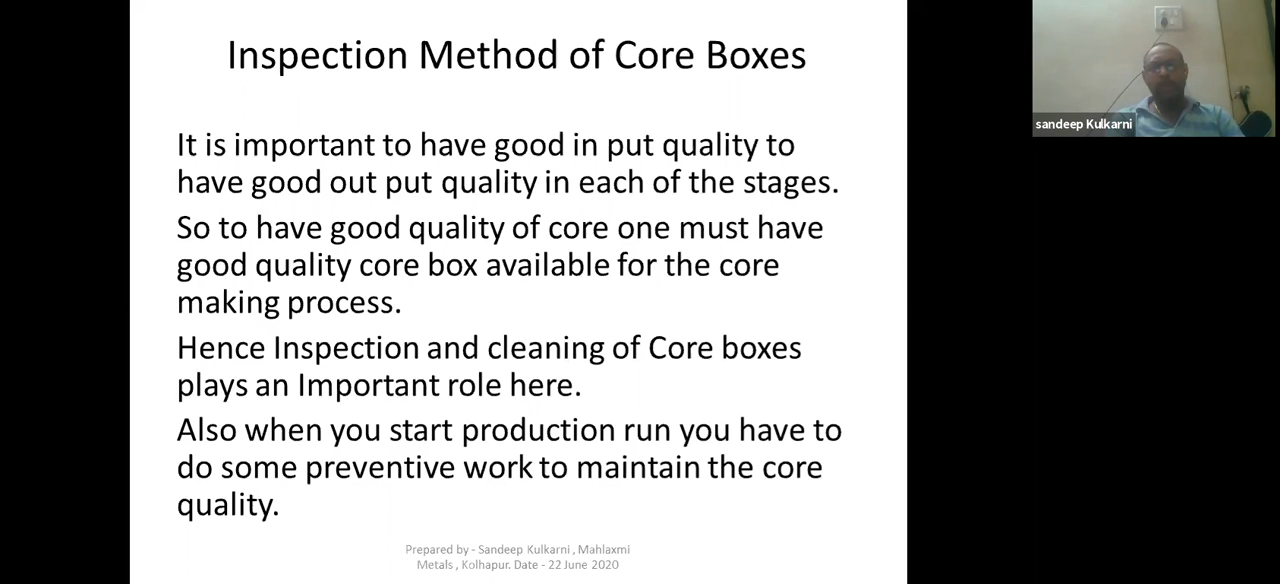 Inspection Method of Core Boxes
It is important to have good in put quality to
have good out put quality in each of the stages.
So to have good quality of core one must have
good quality core box available for the core
making process.
Hence Inspection and cleaning of Core boxes
plays an Important role here.
Also when you start production run you have to
do some preventive work to maintain the core
quality.
Prepared by - Sandeep Kulkarni , Mahlaxmi
Metals , Kolhapur. Date - 22 June 2020
sandeep Kulkarni